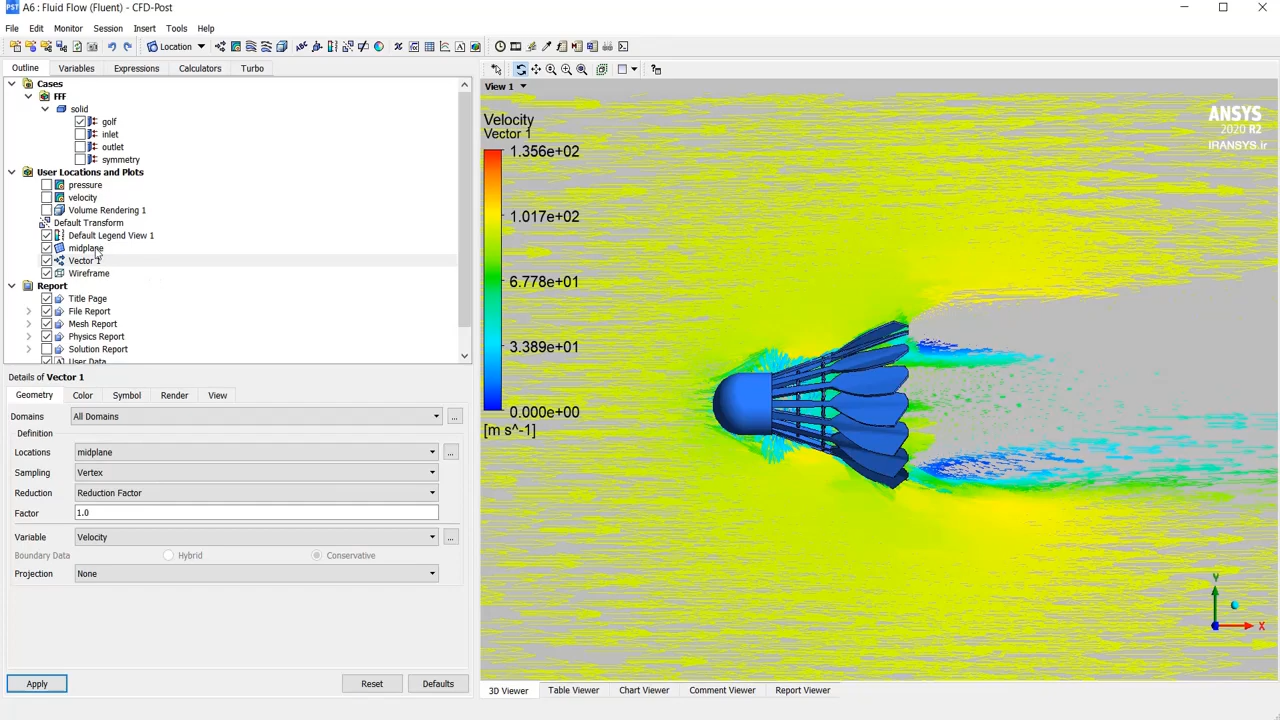 A6 : Fluid Flow (Fluent) - CFD-Post
File Edit Monitor Session Insert Tools Help
Location
Outline Variables Expressions Calculators Turbo
Cases
FFF
solid
golf
inlet
outlet
symmetry
User Locations and Plots
pressure
velocity
Volume Rendering 1
Default Transform
Default Legend View 1
midplane
Vector 1
Wireframe
Report
Title Page
File Report
Mesh Report
Physics Report
Solution Report
User Data
Details of Vector 1
Geometry Color Symbol Render View
Domains All Domains ...
Definition
Locations midplane ...
Sampling Vertex
Reduction Reduction Factor
Factor 1.0
Variable Velocity ...
Boundary Data Hybrid Conservative
Projection None
Apply Reset Defaults
View 1
Velocity
Vector 1
1.356e+02
1.017e+02
6.778e+01
3.389e+01
0.000e+00
[m s^-1]
ANSYS
2020 R2
IRANSYS.ir
Y
X
3D Viewer Table Viewer Chart Viewer Comment Viewer Report Viewer